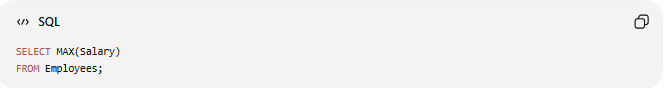 </> SQL
SELECT MAX(Salary)
FROM Employees;